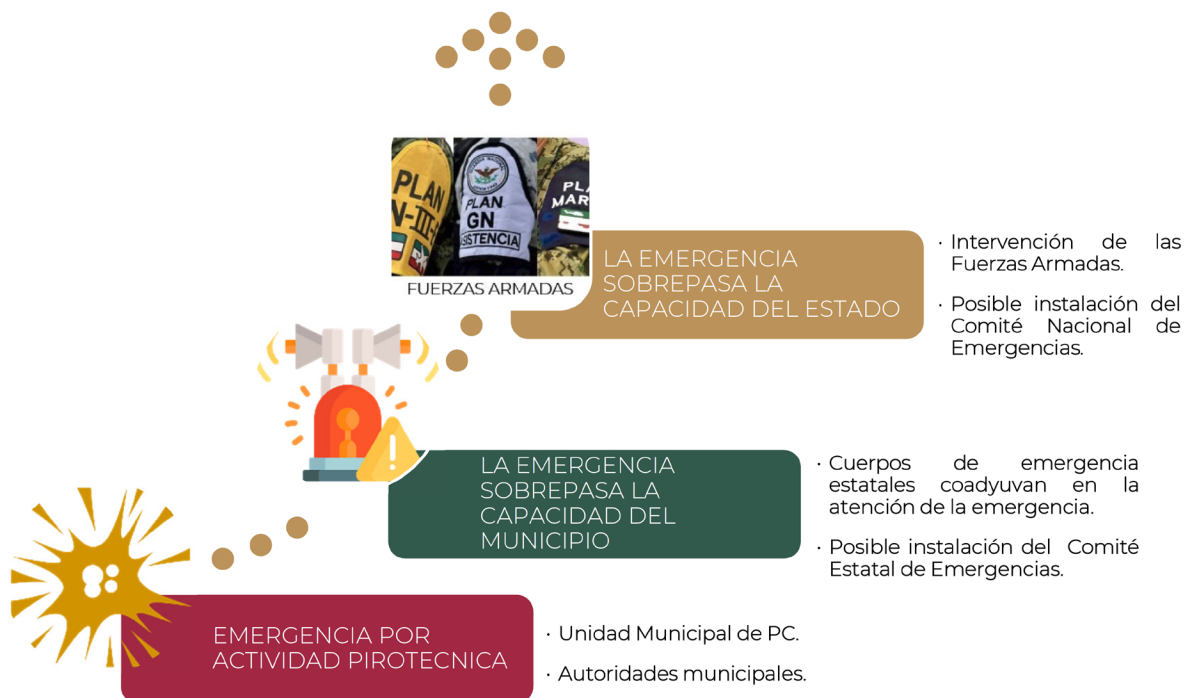 PLAN
N-III-
PLAN
GN
ASISTENCIA
PL
MAR
FUERZAS ARMADAS
LA EMERGENCIA
SOBREPASA LA
CAPACIDAD DEL ESTADO
· Intervención de las
Fuerzas Armadas.
· Posible instalación del
Comité Nacional de
Emergencias.
LA EMERGENCIA
SOBREPASA LA
CAPACIDAD DEL
MUNICIPIO
· Cuerpos de emergencia
estatales coadyuvan en la
atención de la emergencia.
· Posible instalación del Comité
Estatal de Emergencias.
EMERGENCIA POR
ACTIVIDAD PIROTECNICA
· Unidad Municipal de PC.
· Autoridades municipales.